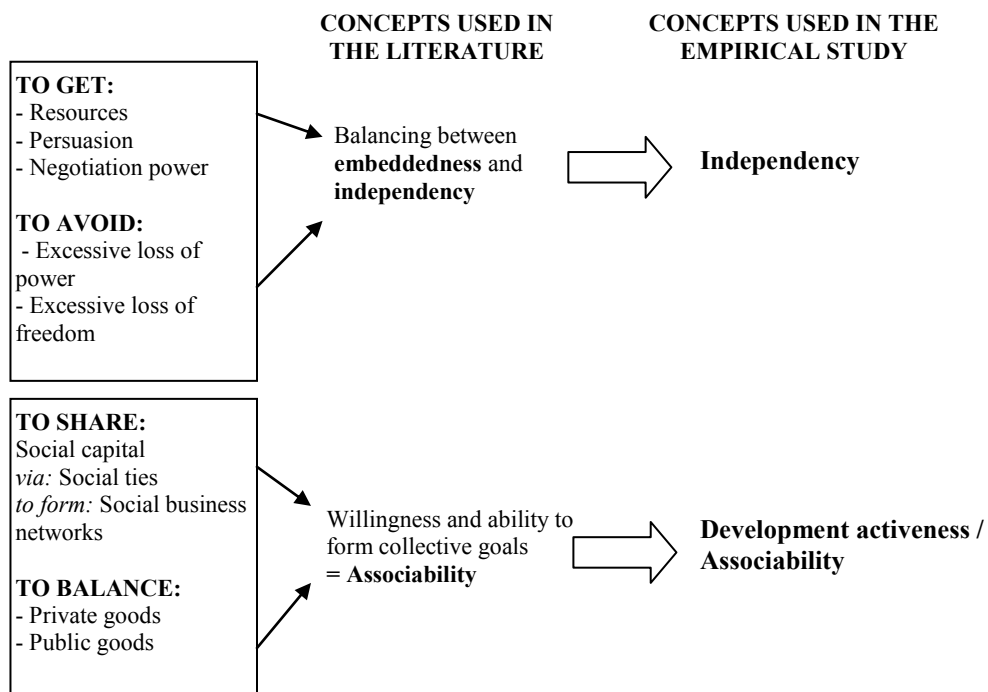 CONCEPTS USED IN
THE LITERATURE
CONCEPTS USED IN THE
EMPIRICAL STUDY
TO GET:
- Resources
- Persuasion
- Negotiation power
TO AVOID:
- Excessive loss of
power
- Excessive loss of
freedom
Balancing between
embeddedness and
independency
Independency
TO SHARE:
Social capital
via: Social ties
to form: Social business
networks
TO BALANCE:
- Private goods
- Public goods
Willingness and ability to
form collective goals
= Associability
Development activeness /
Associability